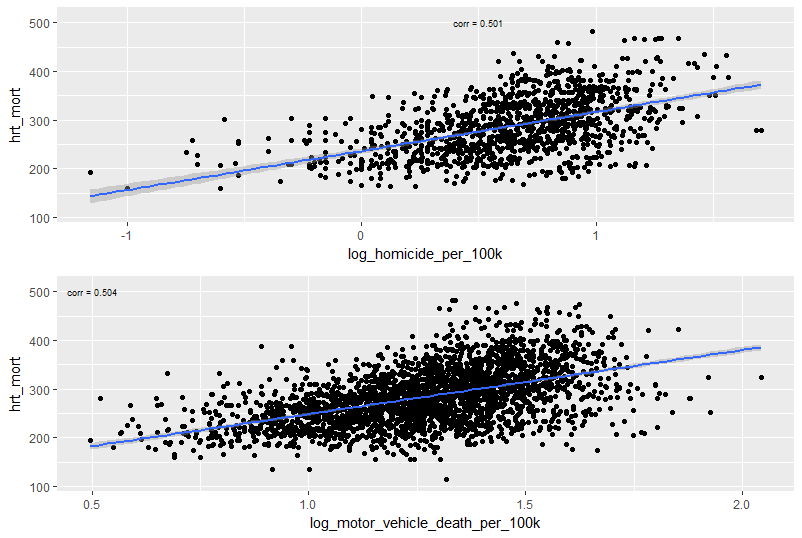 corr = 0.501
500
400
300
200
100
hrt_mort
-1
0
1
log_homicide_per_100k
corr = 0.504
500
400
300
200
100
hrt_mort
0.5
1.0
1.5
2.0
log_motor_vehicle_death_per_100k